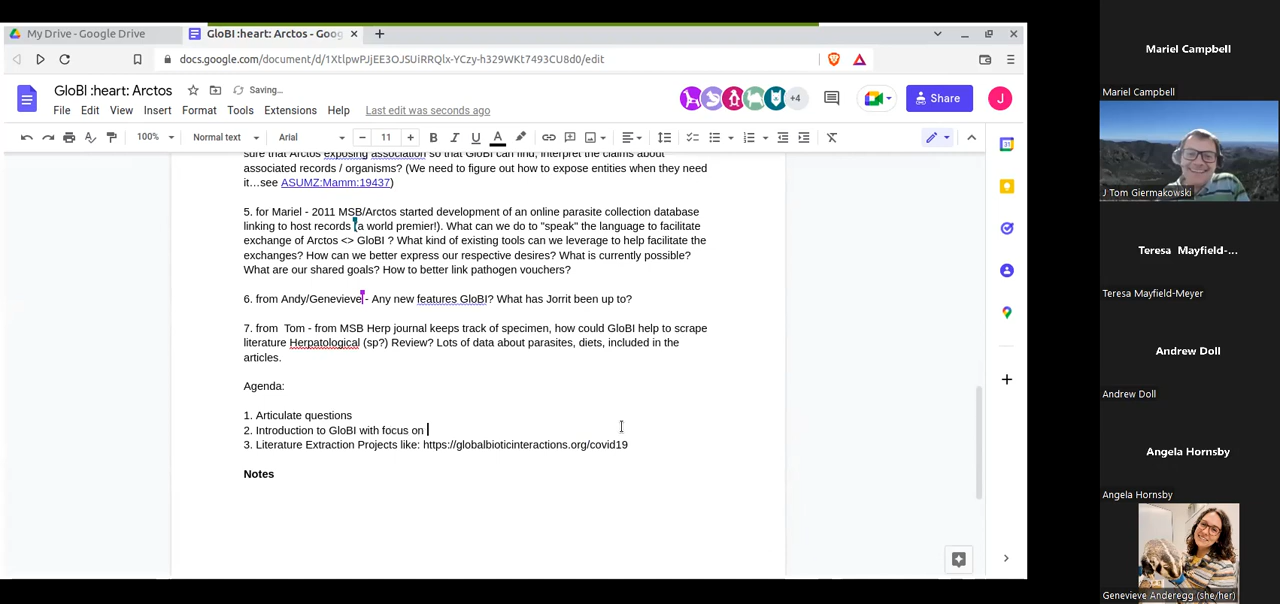 My Drive - Google Drive
GloBI :heart: Arctos - Goog
docs.google.com/document/d/1XtlpwPJjEE3OJSUiRRQlx-YCzy-h329WKt7493CU8d0/edit
GloBI :heart: Arctos
Saving...
File Edit View Insert Format Tools Extensions Help Last edit was seconds ago
+4
Share
J
100% Normal text Arial 11 B I U A
sure that Arctos exposing association so that GloBI can find, interpret the claims about
associated records / organisms? (We need to figure out how to expose entities when they need
it…see ASUMZ:Mamm:19437)
5. for Mariel - 2011 MSB/Arctos started development of an online parasite collection database
linking to host records (a world premier!). What can we do to "speak" the language to facilitate
exchange of Arctos <> GloBI ? What kind of existing tools can we leverage to help facilitate the
exchanges? How can we better express our respective desires? What is currently possible?
What are our shared goals? How to better link pathogen vouchers?
6. from Andy/Genevieve - Any new features GloBI? What has Jorrit been up to?
7. from  Tom - from MSB Herp journal keeps track of specimen, how could GloBI help to scrape
literature Herpatological (sp?) Review? Lots of data about parasites, diets, included in the
articles.
Agenda:
1. Articulate questions
2. Introduction to GloBI with focus on
3. Literature Extraction Projects like: https://globalbioticinteractions.org/covid19
Notes
Mariel Campbell
Mariel Campbell
J Tom Giermakowski
Teresa Mayfield-...
Teresa Mayfield-Meyer
Andrew Doll
Andrew Doll
Angela Hornsby
Angela Hornsby
Genevieve Anderegg (she/her)